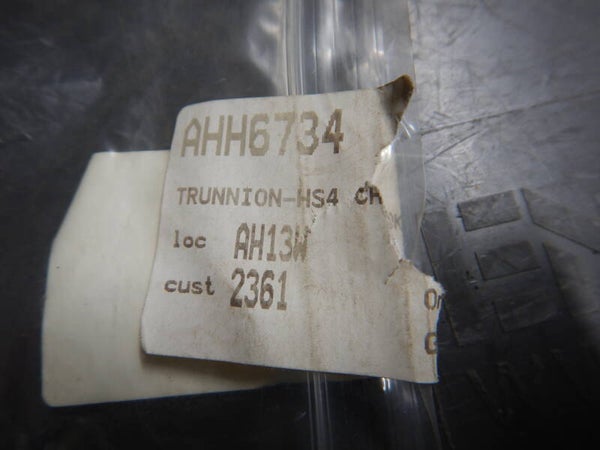 AHH6734
TRUNNION-HS4 CH
loc AH13W
cust 2361